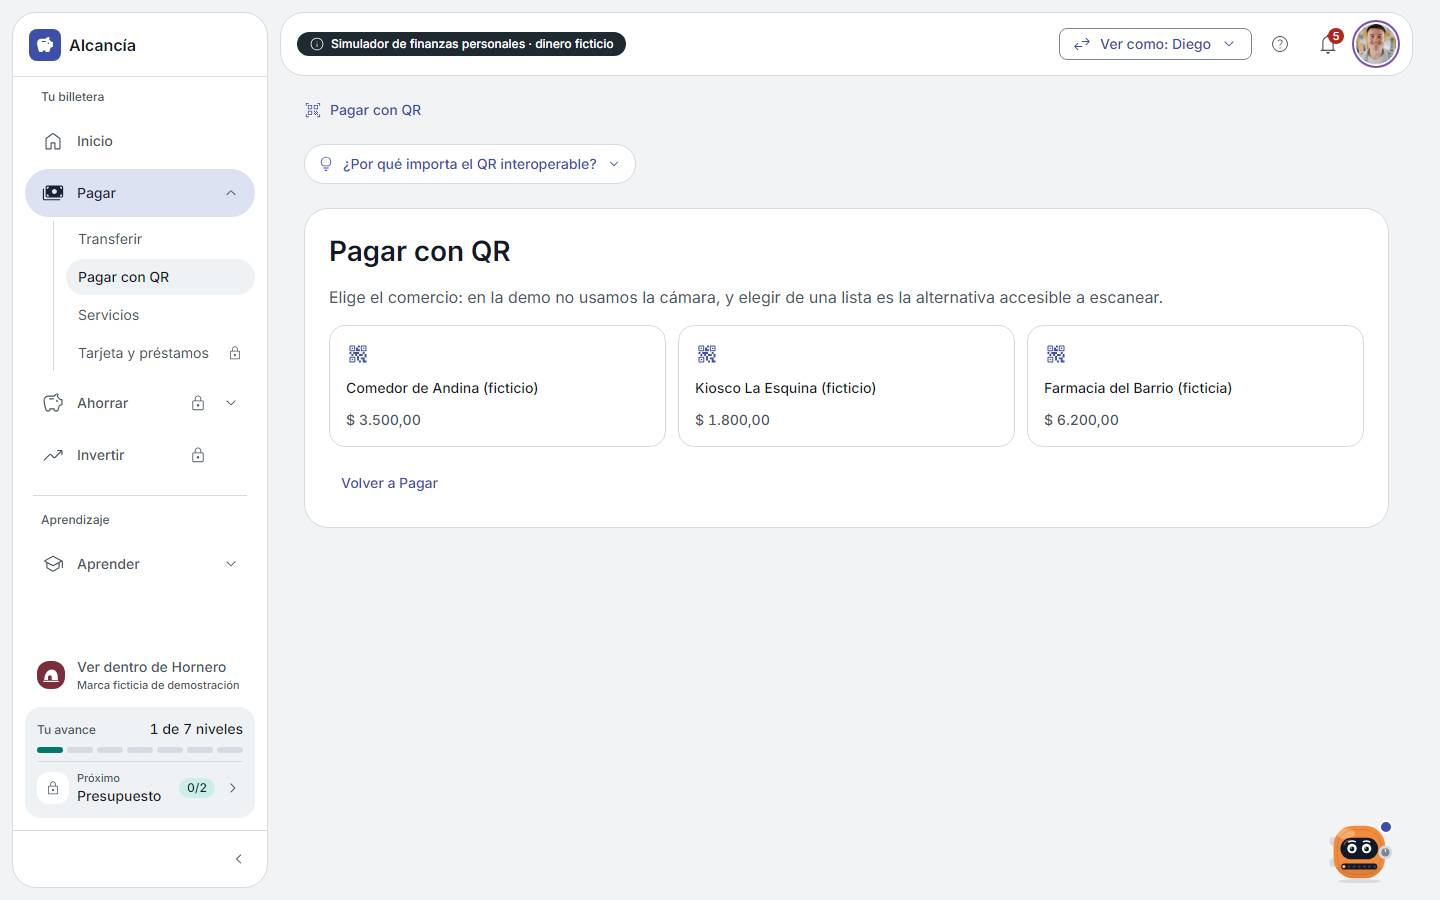 Alcancía
Simulador de finanzas personales · dinero ficticio
Ver como: Diego
5
Tu billetera
Inicio
Pagar
Transferir
Pagar con QR
Servicios
Tarjeta y préstamos
Ahorrar
Invertir
Aprendizaje
Aprender
Ver dentro de Hornero
Marca ficticia de demostración
Tu avance
1 de 7 niveles
Próximo
Presupuesto
0/2
Pagar con QR
¿Por qué importa el QR interoperable?
Pagar con QR
Elige el comercio: en la demo no usamos la cámara, y elegir de una lista es la alternativa accesible a escanear.
Comedor de Andina (ficticio)
$ 3.500,00
Kiosco La Esquina (ficticio)
$ 1.800,00
Farmacia del Barrio (ficticia)
$ 6.200,00
Volver a Pagar